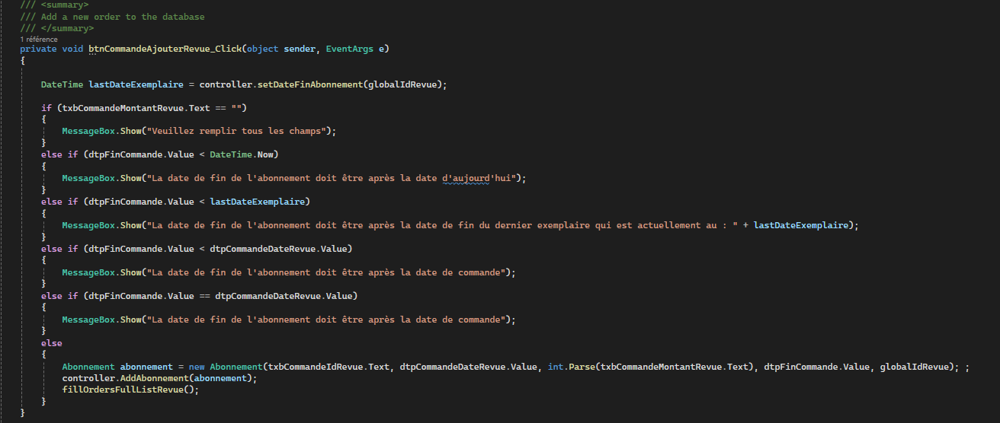 /// <summary>
/// Add a new order to the database
/// </summary>
1 référence
private void btnCommandeAjouterRevue_Click(object sender, EventArgs e)
{
DateTime lastDateExemplaire = controller.setDateFinAbonnement(globalIdRevue);
if (txbCommandeMontantRevue.Text == "")
{
MessageBox.Show("Veuillez remplir tous les champs");
}
else if (dtpFinCommande.Value < DateTime.Now)
{
MessageBox.Show("La date de fin de l'abonnement doit être après la date d'aujourd'hui");
}
else if (dtpFinCommande.Value < lastDateExemplaire)
{
MessageBox.Show("La date de fin de l'abonnement doit être après la date de fin du dernier exemplaire qui est actuellement au : " + lastDateExemplaire);
}
else if (dtpFinCommande.Value < dtpCommandeDateRevue.Value)
{
MessageBox.Show("La date de fin de l'abonnement doit être après la date de commande");
}
else if (dtpFinCommande.Value == dtpCommandeDateRevue.Value)
{
MessageBox.Show("La date de fin de l'abonnement doit être après la date de commande");
}
else
{
Abonnement abonnement = new Abonnement(txbCommandeIdRevue.Text, dtpCommandeDateRevue.Value, int.Parse(txbCommandeMontantRevue.Text), dtpFinCommande.Value, globalIdRevue); ;
controller.AddAbonnement(abonnement);
fillOrdersFullListRevue();
}
}